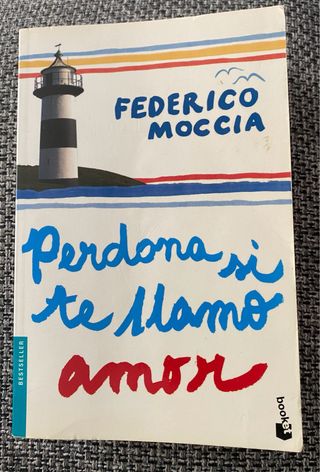 FEDERICO
MOCCIA
Perdona si
te llamo
amor
BESTSELLER
booket